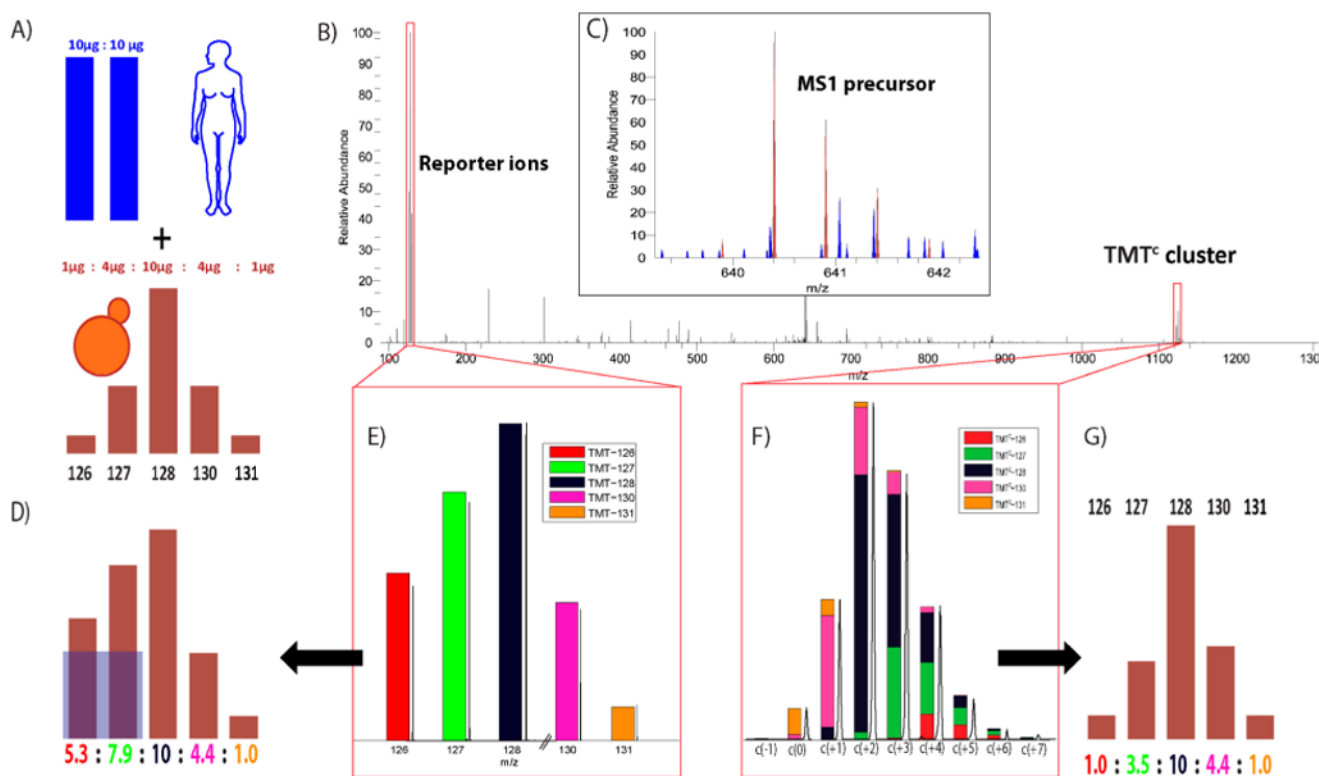 A)
10µg : 10 µg
+
1µg : 4µg : 10µg : 4µg : 1µg
126 127 128 130 131
B)
100
90
80
70
60
50
40
30
20
10
0
Relative Abundance
Reporter ions
100 200 300 400 500 600 700 800 900 1000 1100 1200 130
m/z
TMTᶜ cluster
C)
100
90
80
70
60
50
40
30
20
10
0
Relative Abundance
MS1 precursor
640 641 642
m/z
D)
5.3 : 7.9 : 10 : 4.4 : 1.0
E)
TMT-126
TMT-127
TMT-128
TMT-130
TMT-131
126 127 128 130 131
m/z
F)
TMTᶜ-126
TMTᶜ-127
TMTᶜ-128
TMTᶜ-130
TMTᶜ-131
c(-1) c(0) c(+1) c(+2) c(+3) c(+4) c(+5) c(+6) c(+7)
G)
126 127 128 130 131
1.0 : 3.5 : 10 : 4.4 : 1.0